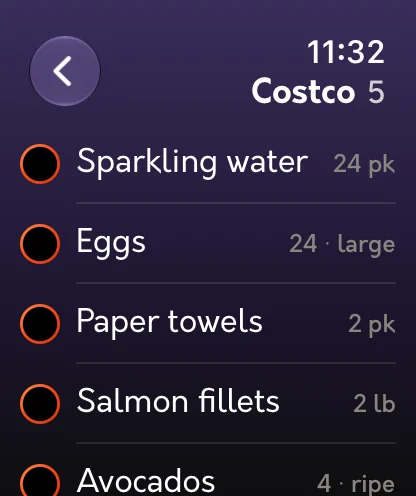 11:32
Costco 5
Sparkling water 24 pk
Eggs 24 · large
Paper towels 2 pk
Salmon fillets 2 lb
Avocados 4 · ripe